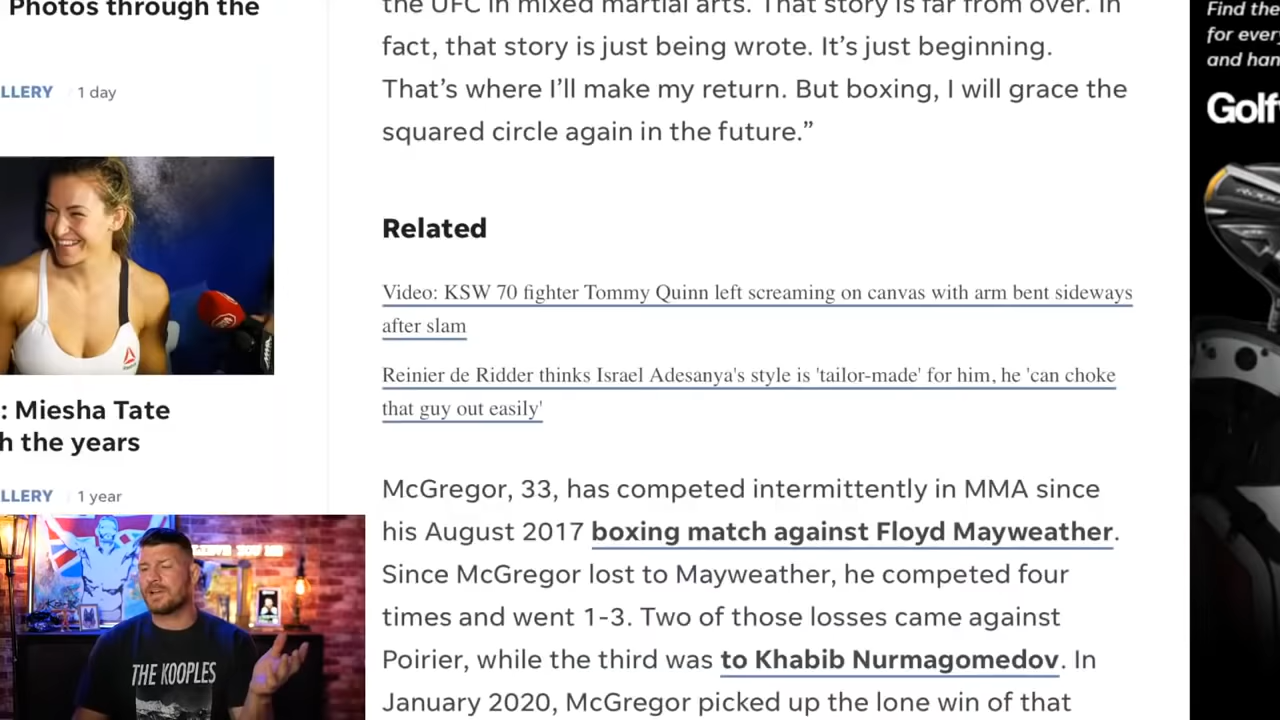 Photos through the
LLERY 1 day
: Miesha Tate
h the years
LLERY 1 year
THE KOOPLES
the UFC in mixed martial arts. That story is far from over. In
fact, that story is just being wrote. It’s just beginning.
That’s where I’ll make my return. But boxing, I will grace the
squared circle again in the future.”
Related
Video: KSW 70 fighter Tommy Quinn left screaming on canvas with arm bent sideways
after slam
Reinier de Ridder thinks Israel Adesanya's style is 'tailor-made' for him, he 'can choke
that guy out easily'
McGregor, 33, has competed intermittently in MMA since
his August 2017 boxing match against Floyd Mayweather.
Since McGregor lost to Mayweather, he competed four
times and went 1-3. Two of those losses came against
Poirier, while the third was to Khabib Nurmagomedov. In
January 2020, McGregor picked up the lone win of that
Find the
for ever
and han
Golf